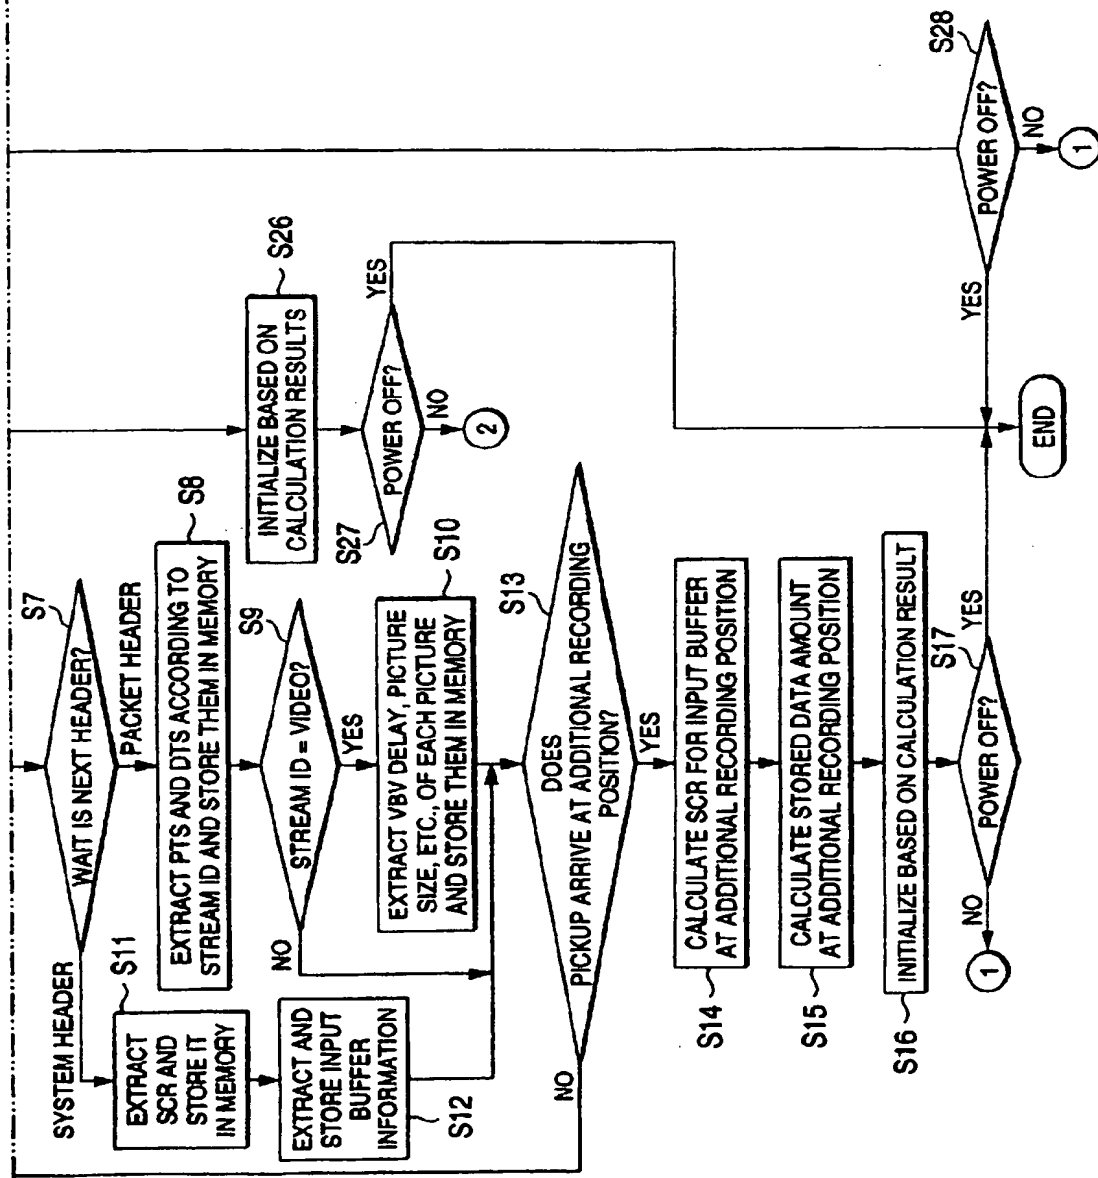 S7
WAIT IS NEXT HEADER?
SYSTEM HEADER
PACKET HEADER
S11
EXTRACT
SCR AND
STORE IT
IN MEMORY
EXTRACT AND
STORE INPUT
BUFFER
INFORMATION
S12
S8
EXTRACT PTS AND DTS ACCORDING TO
STREAM ID AND STORE THEM IN MEMORY
S9
STREAM ID = VIDEO?
NO
YES
S10
EXTRACT VBV DELAY, PICTURE
SIZE, ETC., OF EACH PICTURE
AND STORE THEM IN MEMORY
S13
DOES
PICKUP ARRIVE AT ADDITIONAL RECORDING
POSITION?
NO
YES
S14
CALCULATE SCR FOR INPUT BUFFER
AT ADDITIONAL RECORDING POSITION
S15
CALCULATE STORED DATA AMOUNT
AT ADDITIONAL RECORDING POSITION
S16
INITIALIZE BASED ON CALCULATION RESULT
S17
POWER OFF?
YES
NO
1
S26
INITIALIZE BASED ON
CALCULATION RESULTS
S27
POWER OFF?
YES
NO
2
S28
POWER OFF?
YES
NO
1
END